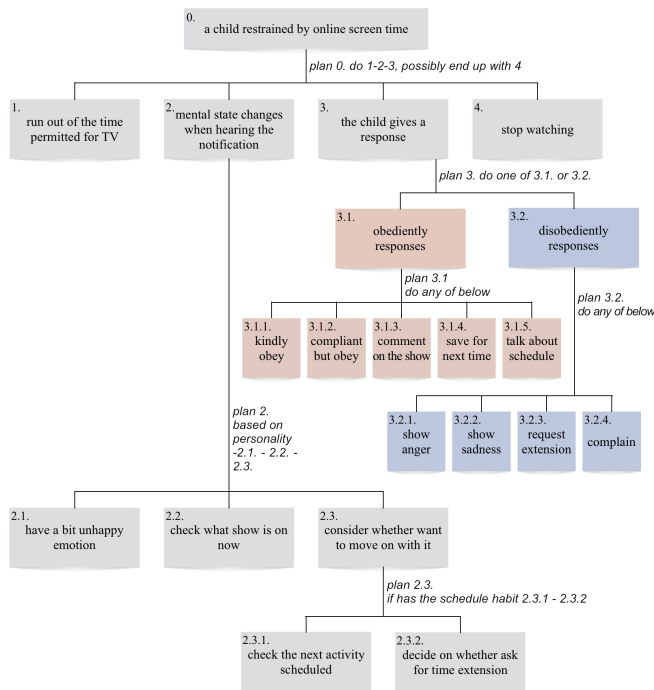 0.
a child restrained by online screen time
plan 0. do 1-2-3, possibly end up with 4
1.
run out of the time
permitted for TV
2.
mental state changes
when hearing the
notification
3.
the child gives a
response
4.
stop watching
plan 3. do one of 3.1. or 3.2.
3.1.
obediently
responses
3.2.
disobediently
responses
plan 3.1
do any of below
plan 3.2.
do any of below
3.1.1.
kindly
obey
3.1.2.
compliant
but obey
3.1.3.
comment
on the show
3.1.4.
save for
next time
3.1.5.
talk about
schedule
3.2.1.
show
anger
3.2.2.
show
sadness
3.2.3.
request
extension
3.2.4.
complain
plan 2.
based on
personality
-2.1. - 2.2. -
2.3.
2.1.
have a bit unhappy
emotion
2.2.
check what show is on
now
2.3.
consider whether want
to move on with it
plan 2.3.
if has the schedule habit 2.3.1 - 2.3.2
2.3.1.
check the next activity
scheduled
2.3.2.
decide on whether ask
for time extension